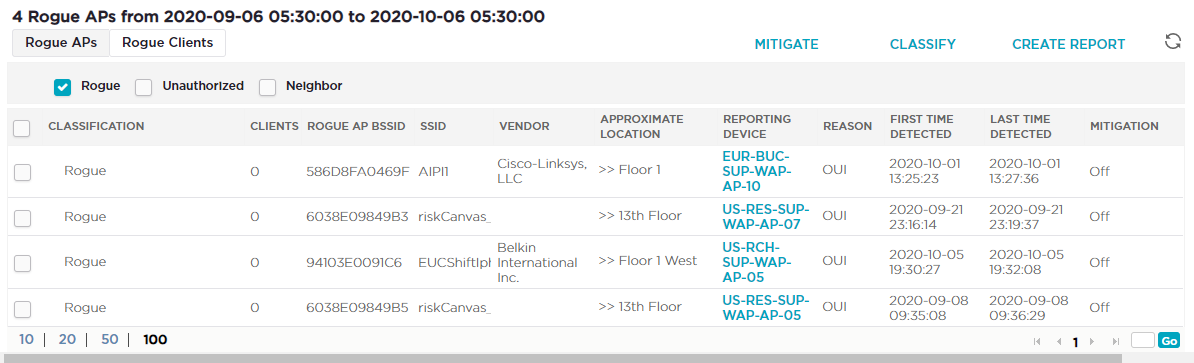 4 Rogue APs from 2020-09-06 05:30:00 to 2020-10-06 05:30:00
Rogue APs Rogue Clients MITIGATE CLASSIFY CREATE REPORT
Rogue Unauthorized Neighbor
CLASSIFICATION CLIENTS ROGUE AP BSSID SSID VENDOR APPROXIMATE LOCATION REPORTING DEVICE REASON FIRST TIME DETECTED LAST TIME DETECTED MITIGATION
Rogue 0 586D8FA0469F AIPI1 Cisco-Linksys, LLC >> Floor 1 EUR-BUC-SUP-WAP-AP-10 OUI 2020-10-01 13:25:23 2020-10-01 13:27:36 Off
Rogue 0 6038E09849B3 riskCanvas_ >> 13th Floor US-RES-SUP-WAP-AP-07 OUI 2020-09-21 23:16:14 2020-09-21 23:19:37 Off
Rogue 0 94103E0091C6 EUCShiftIpl Belkin International Inc. >> Floor 1 West US-RCH-SUP-WAP-AP-05 OUI 2020-10-05 19:30:27 2020-10-05 19:32:08 Off
Rogue 0 6038E09849B5 riskCanvas_ >> 13th Floor US-RES-SUP-WAP-AP-05 OUI 2020-09-08 09:35:08 2020-09-08 09:36:29 Off
10 | 20 | 50 | 100 1 Go